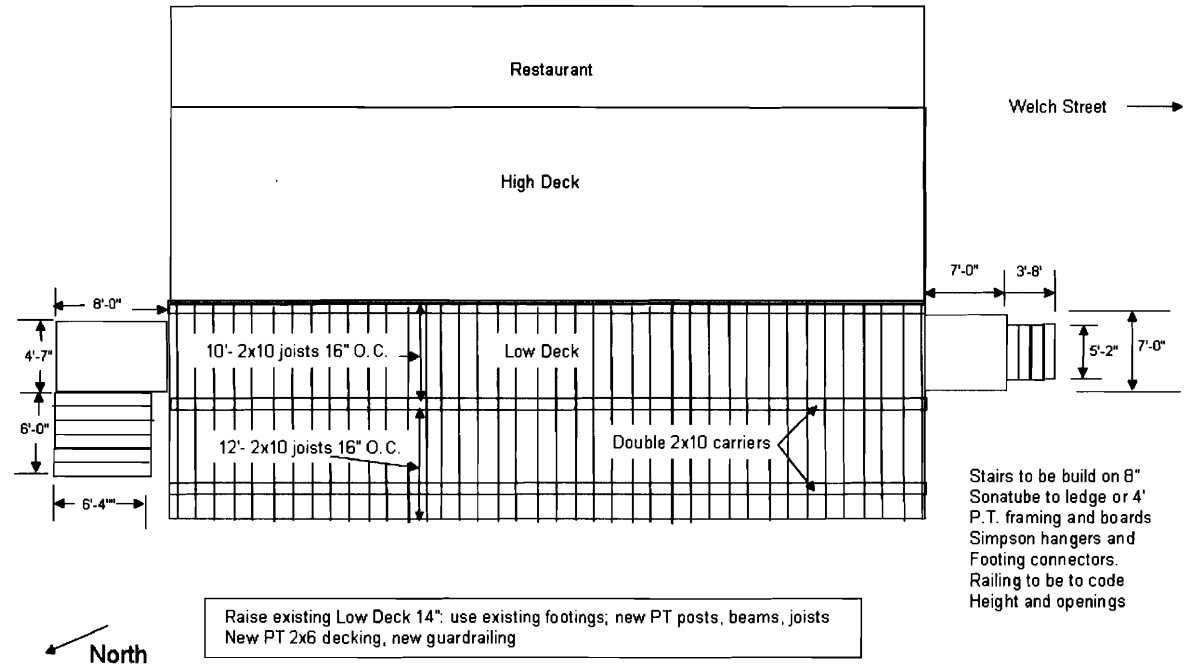 Restaurant
Welch Street
High Deck
7'-0" 3'-8'
8'-0"
4'-7"
10'- 2x10 joists 16" O.C.
Low Deck
5'-2"
7'-0"
6'-0"
12'- 2x10 joists 16" O.C.
Double 2x10 carriers
6'-4""
Stairs to be build on 8"
Sonatube to ledge or 4'
P.T. framing and boards
Simpson hangers and
Footing connectors.
Railing to be to code
Height and openings
Raise existing Low Deck 14": use existing footings; new PT posts, beams, joists
New PT 2x6 decking, new guardrailing
North